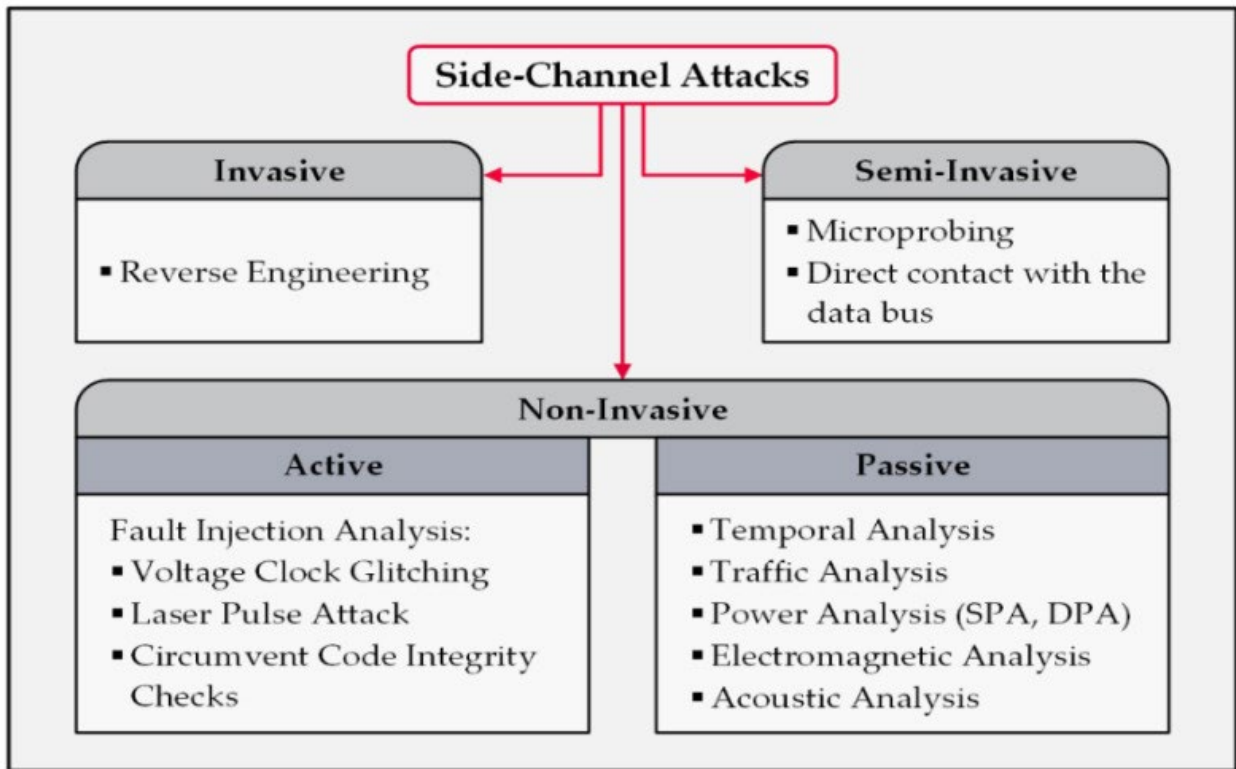 Side-Channel Attacks
Invasive
▪ Reverse Engineering
Semi-Invasive
▪ Microprobing
▪ Direct contact with the
data bus
Non-Invasive
Active
Fault Injection Analysis:
▪ Voltage Clock Glitching
▪ Laser Pulse Attack
▪ Circumvent Code Integrity
Checks
Passive
▪ Temporal Analysis
▪ Traffic Analysis
▪ Power Analysis (SPA, DPA)
▪ Electromagnetic Analysis
▪ Acoustic Analysis